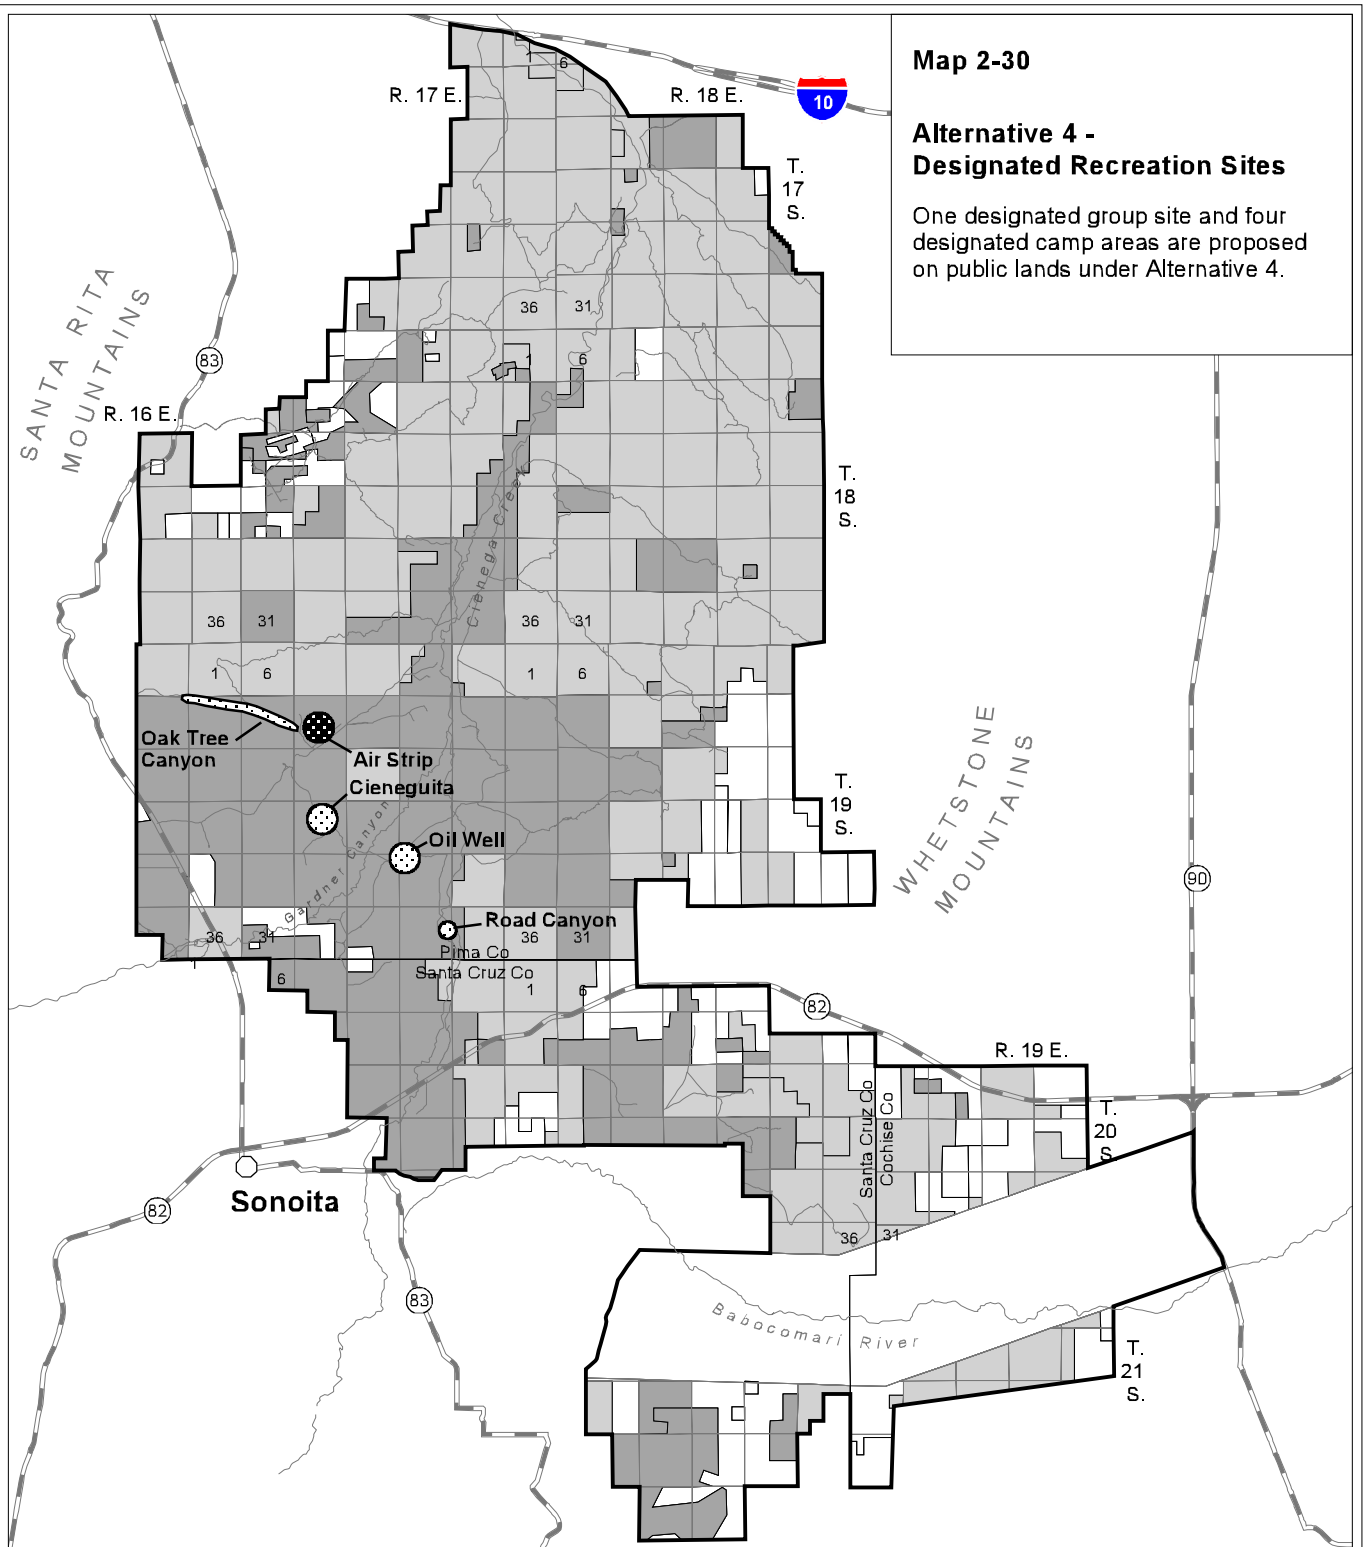 Map 2-30
Alternative 4 -
Designated Recreation Sites
One designated group site and four
designated camp areas are proposed
on public lands under Alternative 4.
10
R. 17 E.
R. 18 E.
1
6
T.
17
S.
SANTA RITA
MOUNTAINS
83
R. 16 E.
36
31
1
6
T.
18
S.
Cienega Creek
36
31
36
31
1
6
1
6
Oak Tree
Canyon
Air Strip
Cieneguita
Oil Well
Gardner Canyon
Road Canyon
T.
19
S.
WHETSTONE
MOUNTAINS
90
36
31
36
31
Pima Co
Santa Cruz Co
1
6
1
6
82
R. 19 E.
Santa Cruz Co
Cochise Co
T.
20
S.
36
31
Sonoita
82
83
Babocomari River
T.
21
S.